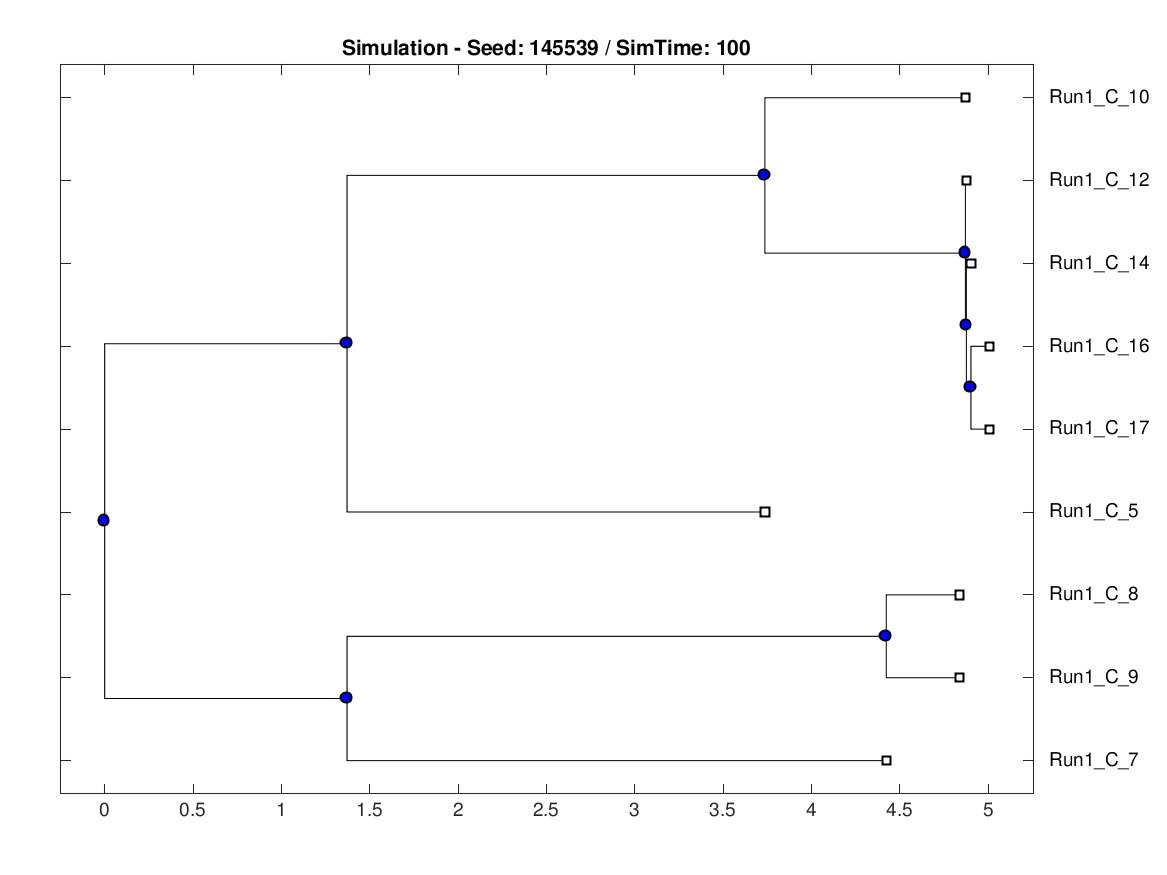 Simulation - Seed: 145539 / SimTime: 100
Run1_C_10
Run1_C_12
Run1_C_14
Run1_C_16
Run1_C_17
Run1_C_5
Run1_C_8
Run1_C_9
Run1_C_7
0 0.5 1 1.5 2 2.5 3 3.5 4 4.5 5